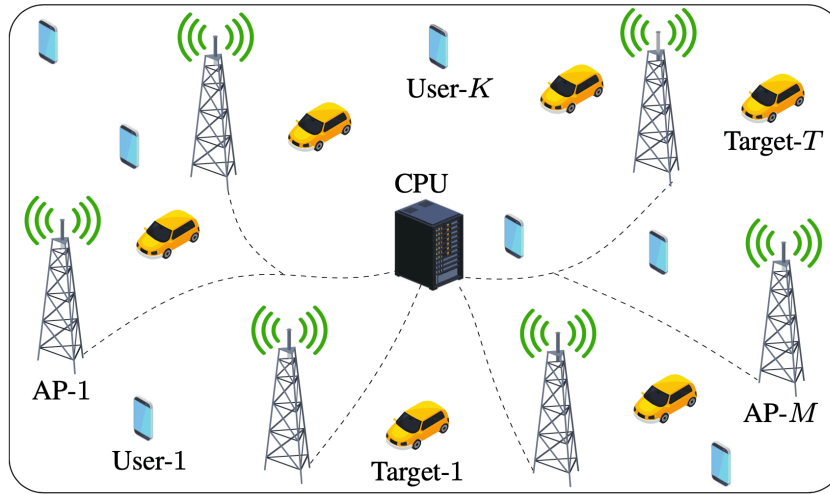 User-K
Target-T
CPU
AP-1
AP-M
User-1
Target-1